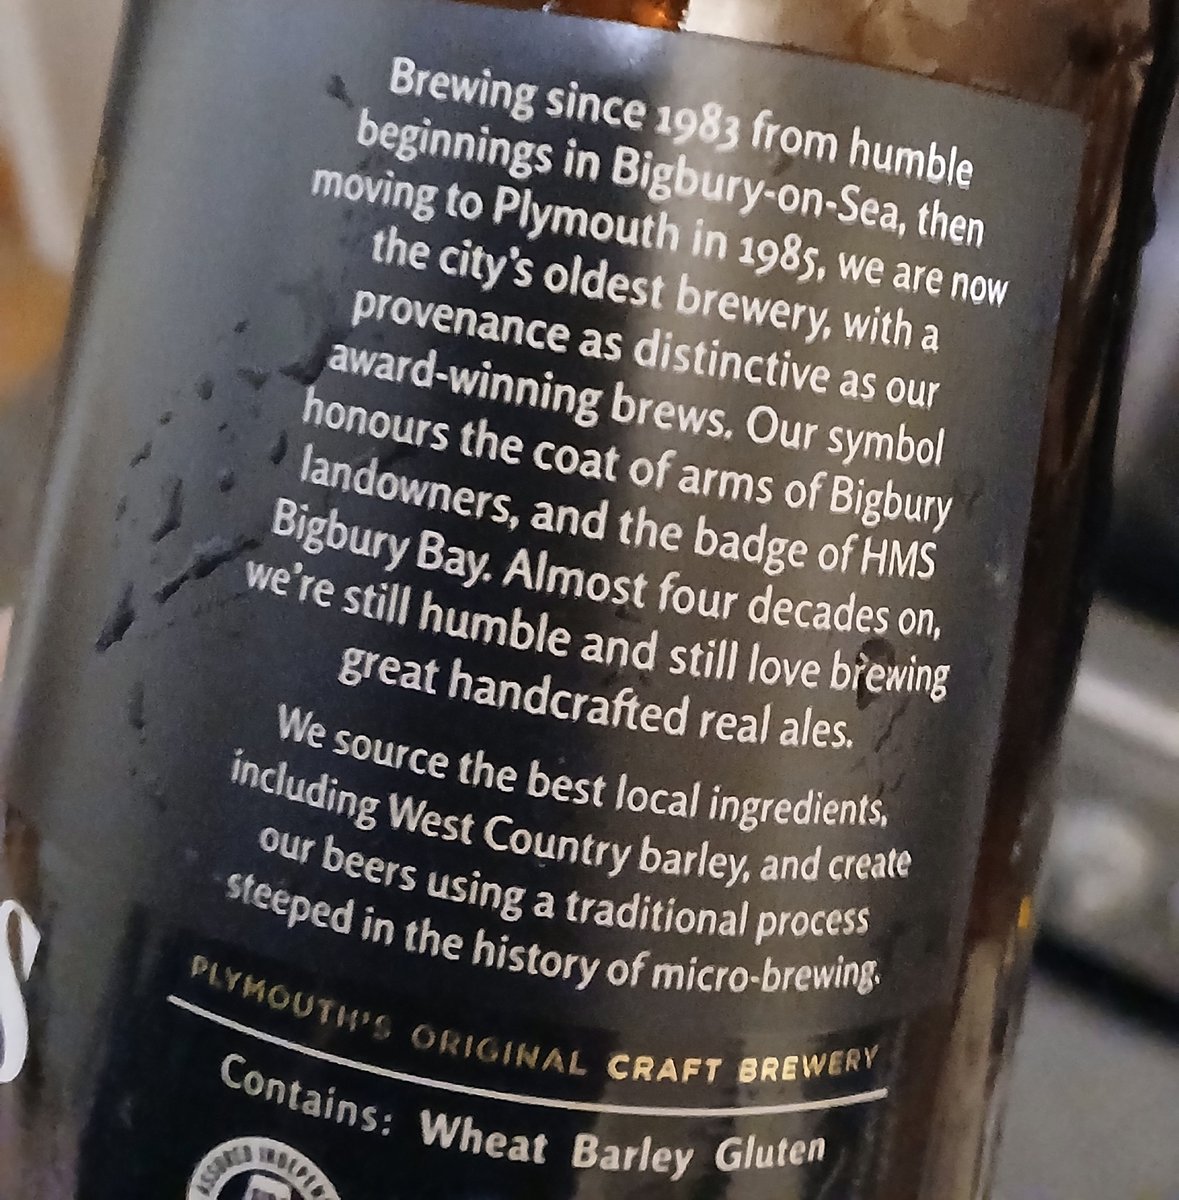 Brewing since 1983 from humble
beginnings in Bigbury-on-Sea, then
moving to Plymouth in 1985, we are now
the city's oldest brewery, with a
provenance as distinctive as our
award-winning brews. Our symbol
honours the coat of arms of Bigbury
landowners, and the badge of HMS
Bigbury Bay. Almost four decades on,
we're still humble and still love brewing
great handcrafted real ales.
We source the best local ingredients,
including West Country barley, and create
our beers using a traditional process
steeped in the history of micro-brewing.
PLYMOUTH'S ORIGINAL CRAFT BREWERY
Contains: Wheat Barley Gluten
ASSURED